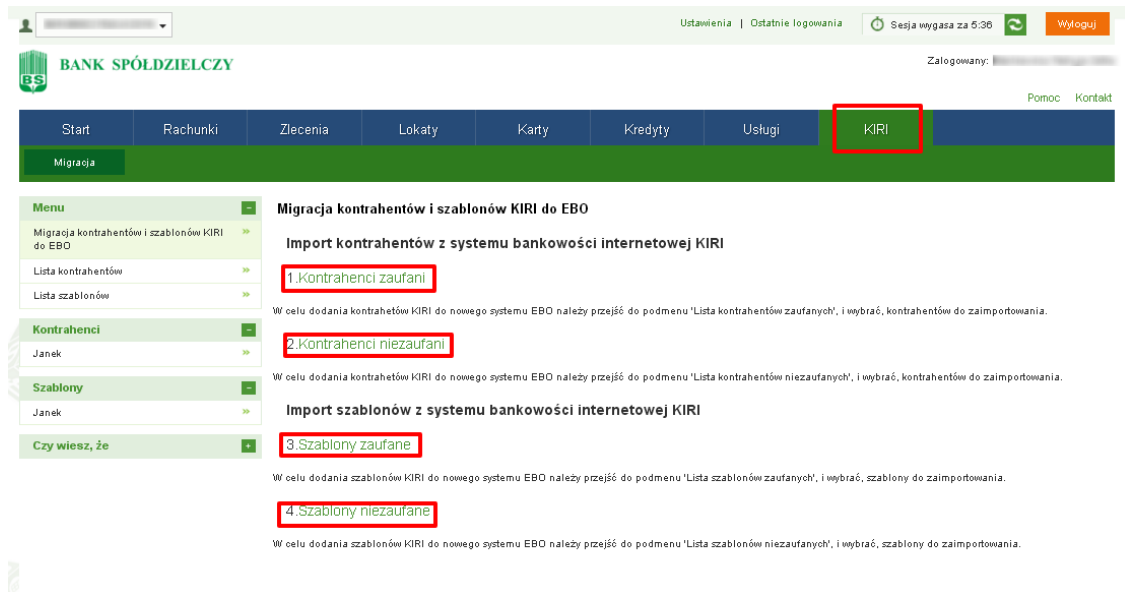 Ustawienia | Ostatnie logowania Sesja wygasa za 5:36 Wyloguj
BS BANK SPÓŁDZIELCZY
Zalogowany:
Pomoc Kontakt
Start Rachunki Zlecenia Lokaty Karty Kredyty Usługi KIRI
Migracja
Menu
Migracja kontrahentów i szablonów KIRI
do EBO
Lista kontrahentów
Lista szablonów
Kontrahenci
Janek
Szablony
Janek
Czy wiesz, że
Migracja kontrahentów i szablonów KIRI do EBO
Import kontrahentów z systemu bankowości internetowej KIRI
1.Kontrahenci zaufani
W celu dodania kontrahetów KIRI do nowego systemu EBO należy przejść do podmenu 'Lista kontrahentów zaufanych', i wybrać, kontrahentów do zaimportowania.
2.Kontrahenci niezaufani
W celu dodania kontrahetów KIRI do nowego systemu EBO należy przejść do podmenu 'Lista kontrahentów niezaufanych', i wybrać, kontrahentów do zaimportowania.
Import szablonów z systemu bankowości internetowej KIRI
3.Szablony zaufane
W celu dodania szablonów KIRI do nowego systemu EBO należy przejść do podmenu 'Lista szablonów zaufanych', i wybrać, szablony do zaimportowania.
4.Szablony niezaufane
W celu dodania szablonów KIRI do nowego systemu EBO należy przejść do podmenu 'Lista szablonów niezaufanych', i wybrać, szablony do zaimportowania.